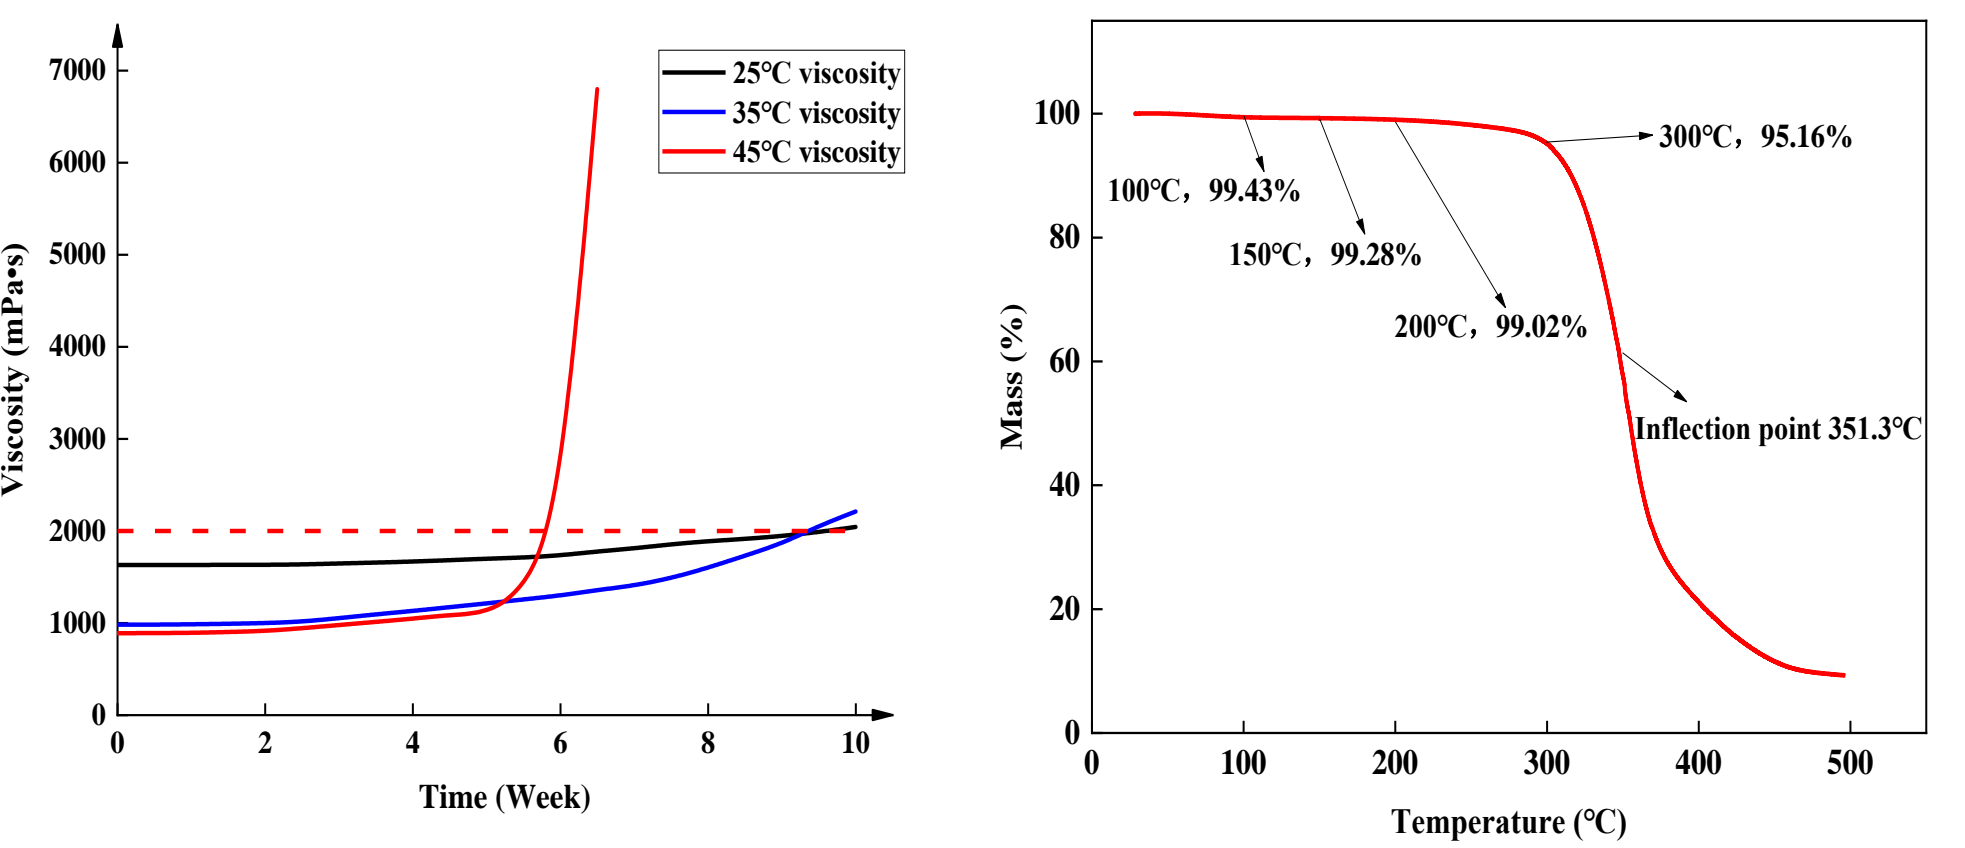 7000
6000
5000
4000
3000
2000
1000
0
0 2 4 6 8 10
Viscosity (mPa•s)
Time (Week)
25℃ viscosity
35℃ viscosity
45℃ viscosity
100
80
60
40
20
0
0 100 200 300 400 500
Mass (%)
Temperature (℃)
300℃，95.16%
100℃，99.43%
150℃，99.28%
200℃，99.02%
Inflection point 351.3℃